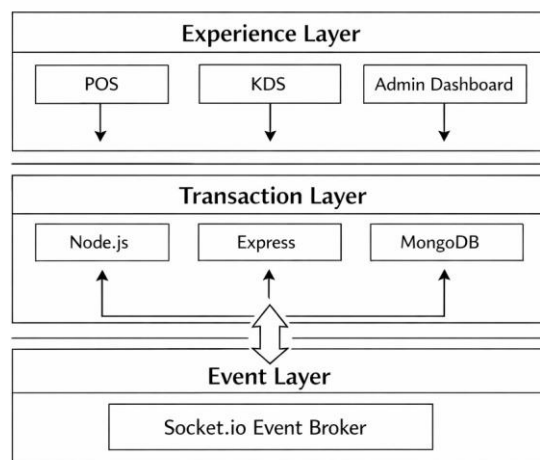 Experience Layer
POS
KDS
Admin Dashboard
Transaction Layer
Node.js
Express
MongoDB
Event Layer
Socket.io Event Broker